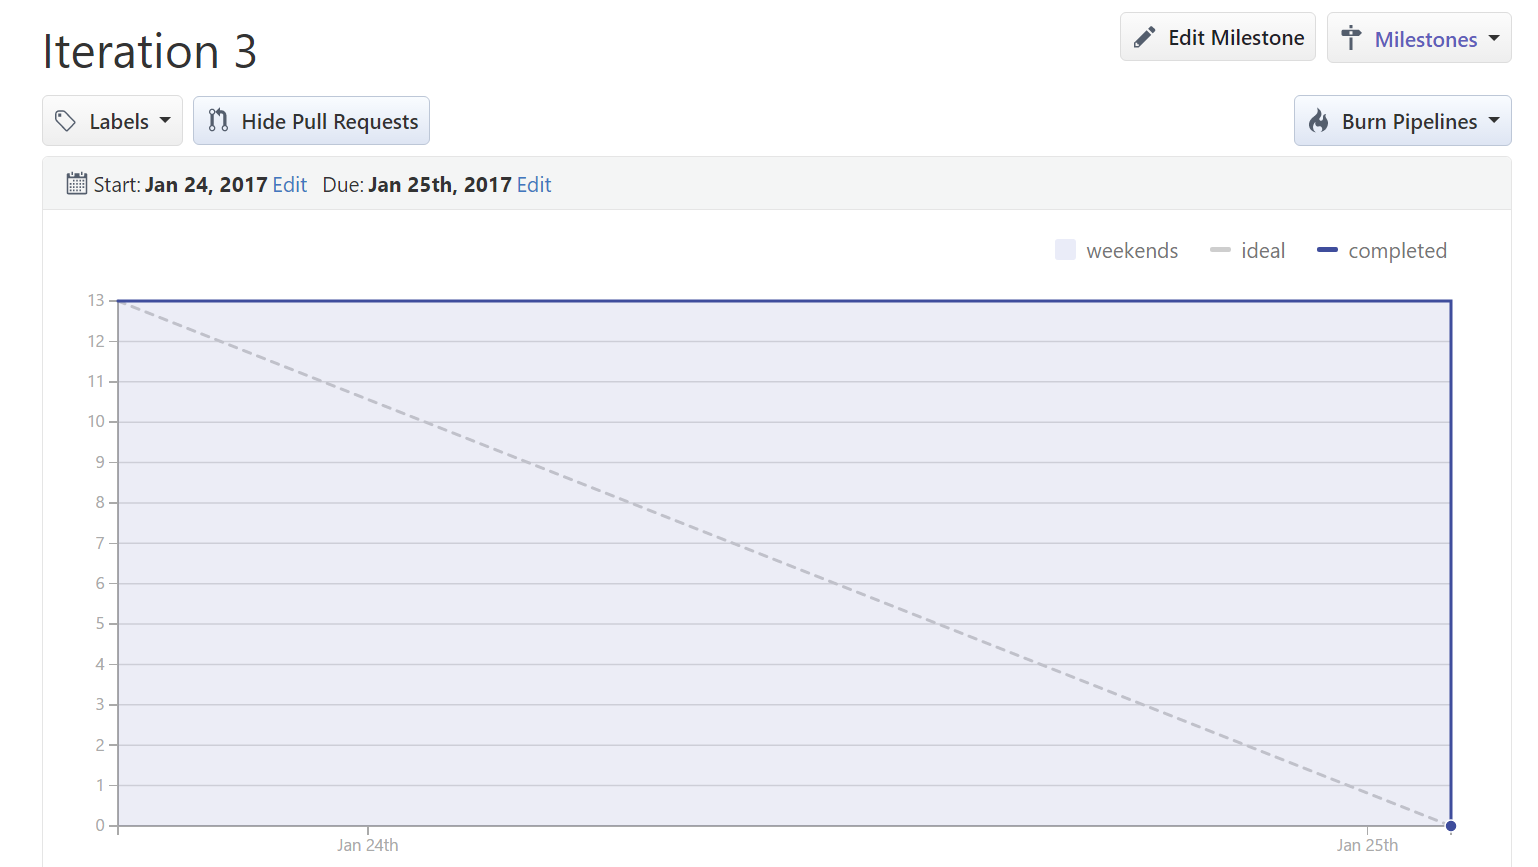 Iteration 3
Edit Milestone
Milestones
Labels
Hide Pull Requests
Burn Pipelines
Start: Jan 24, 2017 Edit Due: Jan 25th, 2017 Edit
weekends ideal completed
13
12
11
10
9
8
7
6
5
4
3
2
1
0
Jan 24th
Jan 25th